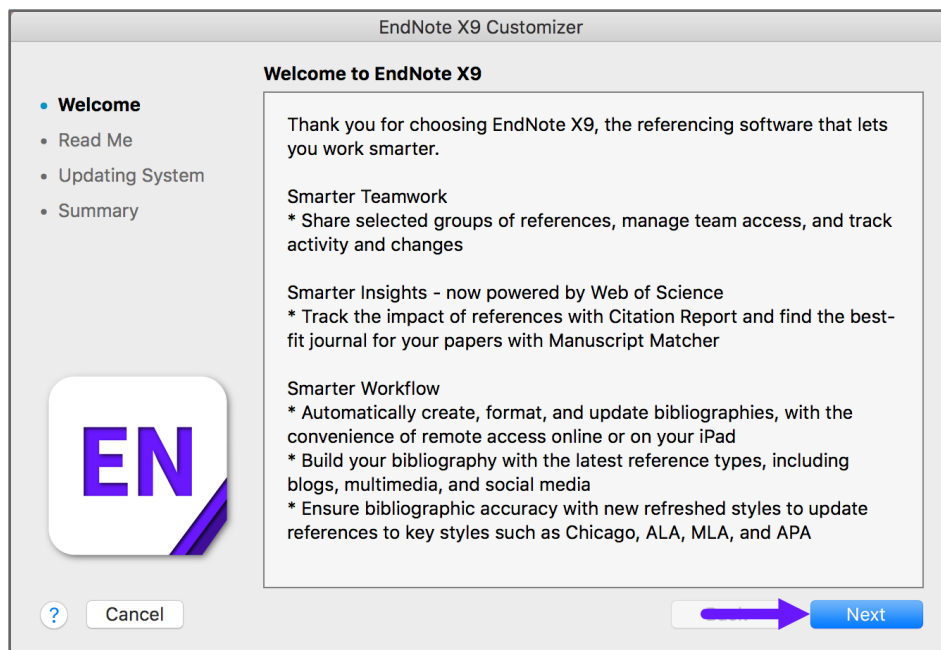 EndNote X9 Customizer
Welcome to EndNote X9
• Welcome
• Read Me
• Updating System
• Summary
Thank you for choosing EndNote X9, the referencing software that lets
you work smarter.
Smarter Teamwork
* Share selected groups of references, manage team access, and track
activity and changes
Smarter Insights - now powered by Web of Science
* Track the impact of references with Citation Report and find the best-
fit journal for your papers with Manuscript Matcher
Smarter Workflow
* Automatically create, format, and update bibliographies, with the
convenience of remote access online or on your iPad
* Build your bibliography with the latest reference types, including
blogs, multimedia, and social media
* Ensure bibliographic accuracy with new refreshed styles to update
references to key styles such as Chicago, ALA, MLA, and APA
EN
? Cancel
Next